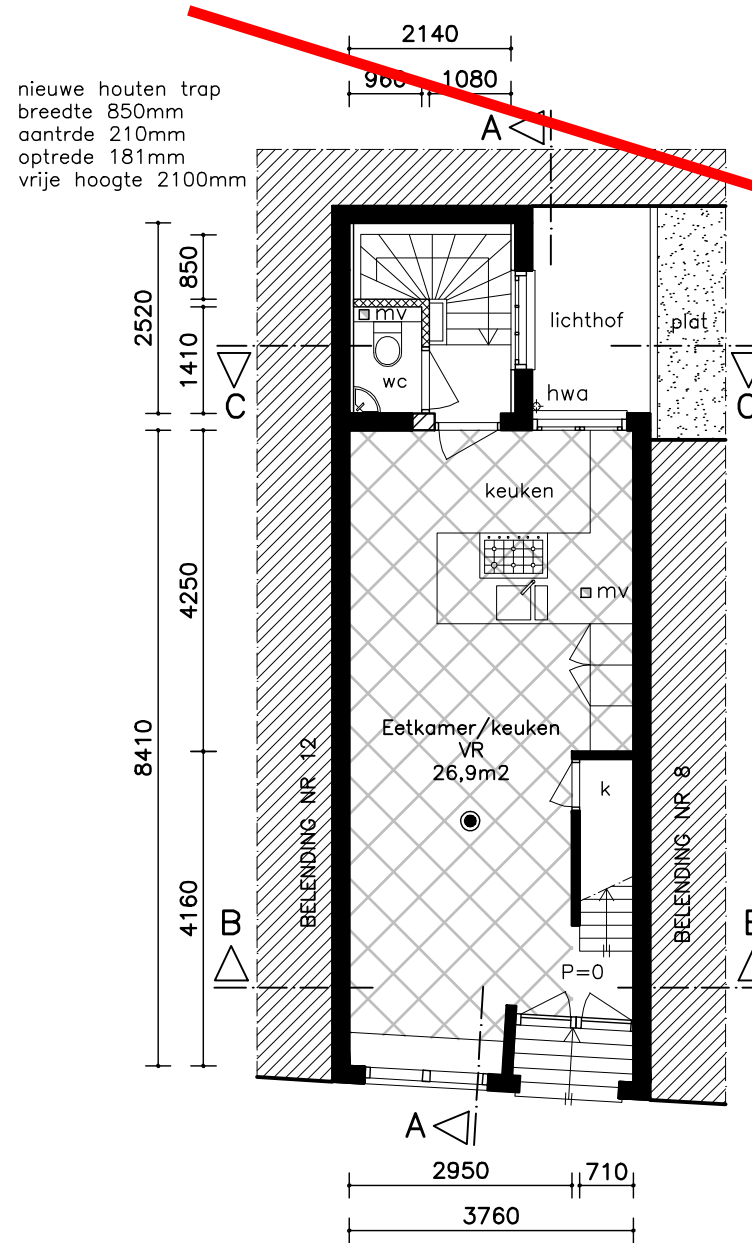 2140
960 1080
nieuwe houten trap
breedte 850mm
aantrde 210mm
optrede 181mm
vrije hoogte 2100mm
A
850
2520
1410
mv
lichthof
plat
wc
hwa
C
C
keuken
4250
mv
Eetkamer/keuken
VR
26,9m2
8410
BELENDING NR 12
k
BELENDING NR 8
4160
B
P=0
A
2950
710
3760